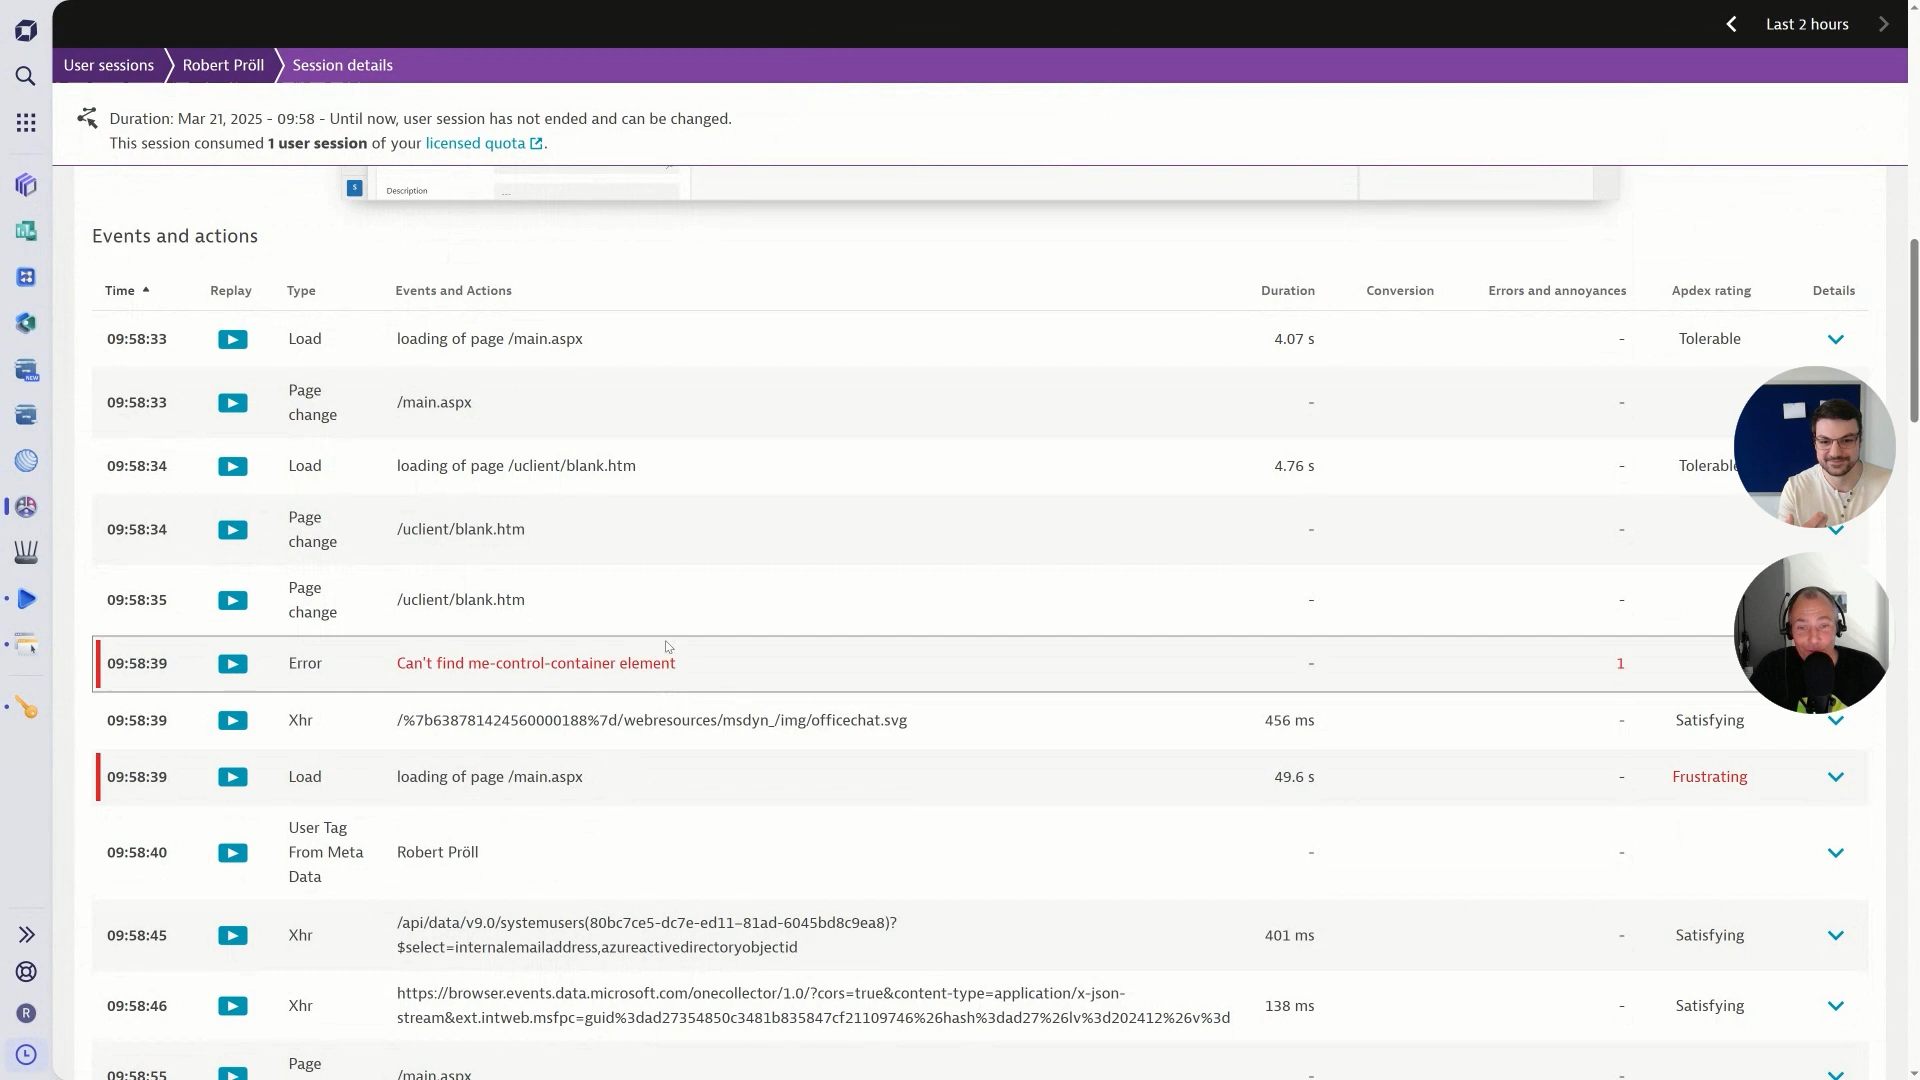 Last 2 hours
User sessions
Robert Pröll
Session details
Duration: Mar 21, 2025 - 09:58 - Until now, user session has not ended and can be changed.
This session consumed 1 user session of your licensed quota.
S
Description
---
Events and actions
Time Replay Type Events and Actions Duration Conversion Errors and annoyances Apdex rating Details
09:58:33 Load loading of page /main.aspx 4.07 s - Tolerable
09:58:33 Page change /main.aspx - -
09:58:34 Load loading of page /uclient/blank.htm 4.76 s -
09:58:34 Page change /uclient/blank.htm - -
09:58:35 Page change /uclient/blank.htm - -
09:58:39 Error Can't find me-control-container element - 1
09:58:39 Xhr /%7b638781424560000188%7d/webresources/msdyn_/img/officechat.svg 456 ms - Satisfying
09:58:39 Load loading of page /main.aspx 49.6 s - Frustrating
09:58:40 User Tag From Meta Data Robert Pröll - -
09:58:45 Xhr /api/data/v9.0/systemusers(80bc7ce5-dc7e-ed11–81ad-6045bd8c9ea8)?
$select=internalemailaddress,azureactivedirectoryobjectid 401 ms - Satisfying
09:58:46 Xhr https://browser.events.data.microsoft.com/onecollector/1.0/?cors=true&content-type=application/x-json-
stream&ext.intweb.msfpc=guid%3dad27354850c3481b835847cf21109746%26hash%3dad27%26lv%3d202412%26v%3d 138 ms - Satisfying
09:58:55 Page /main.aspx
NEW
R